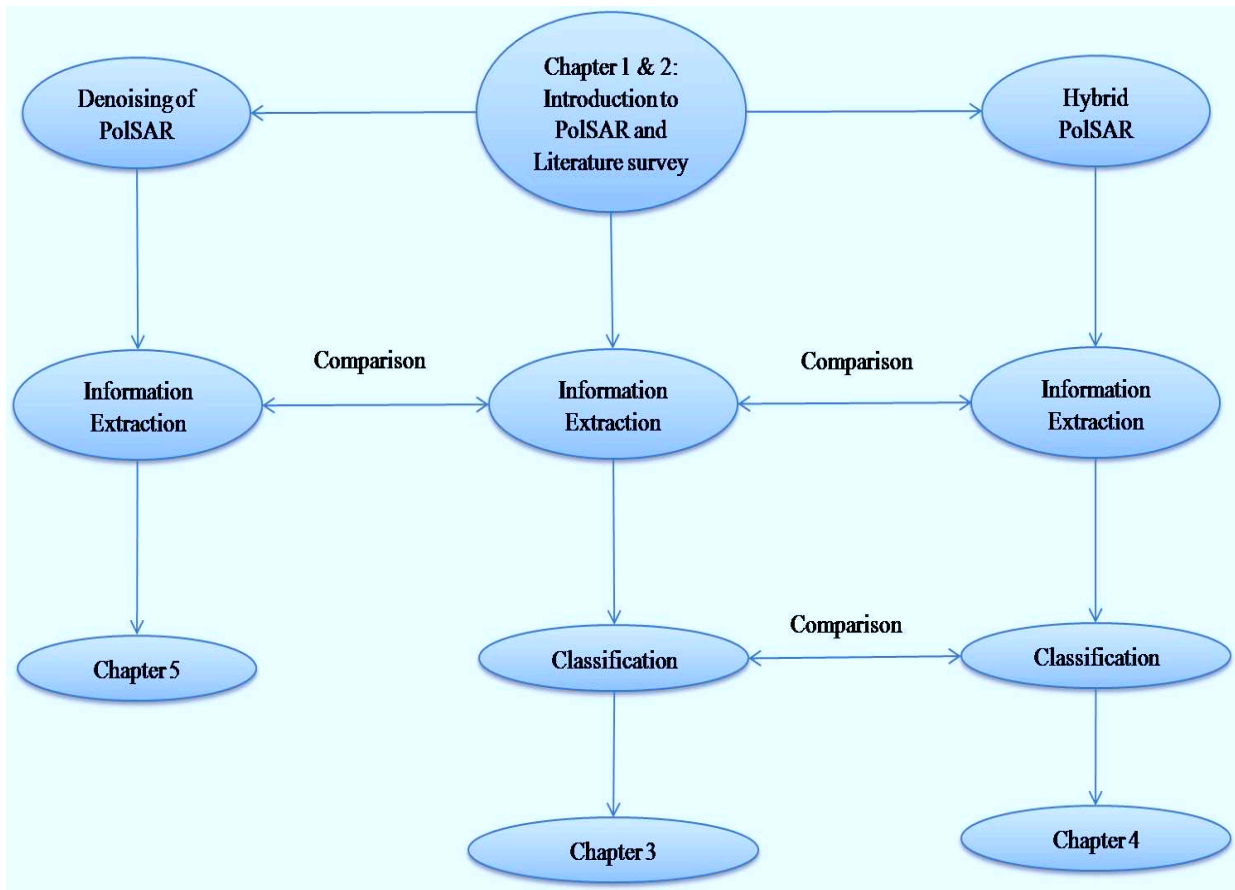 Denoising of
PolSAR
Chapter 1 & 2:
Introduction to
PolSAR and
Literature survey
Hybrid
PolSAR
Information
Extraction
Comparison
Information
Extraction
Comparison
Information
Extraction
Chapter 5
Classification
Comparison
Classification
Chapter 3
Chapter 4